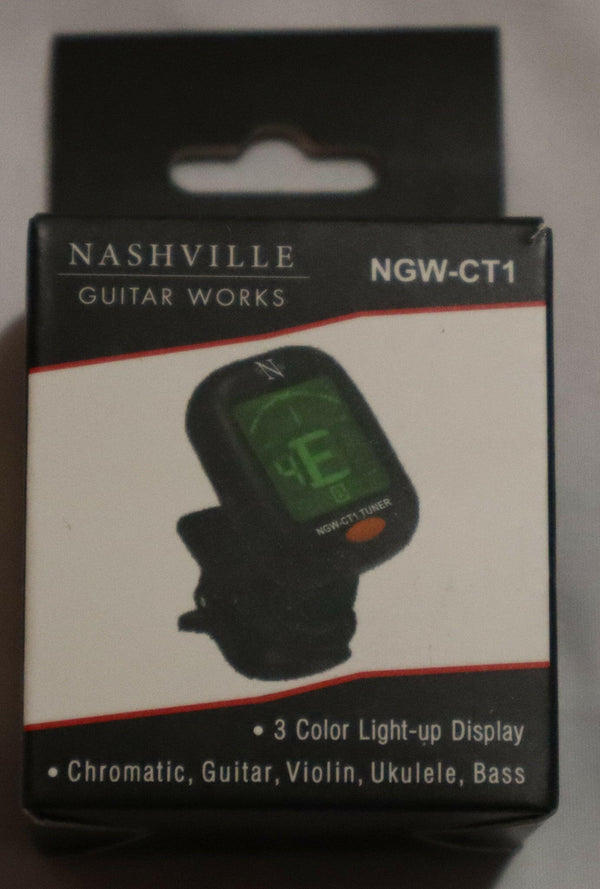 NASHVILLE
GUITAR WORKS
NGW-CT1
N
4E
NGW-CT1 TUNER
• 3 Color Light-up Display
• Chromatic, Guitar, Violin, Ukulele, Bass